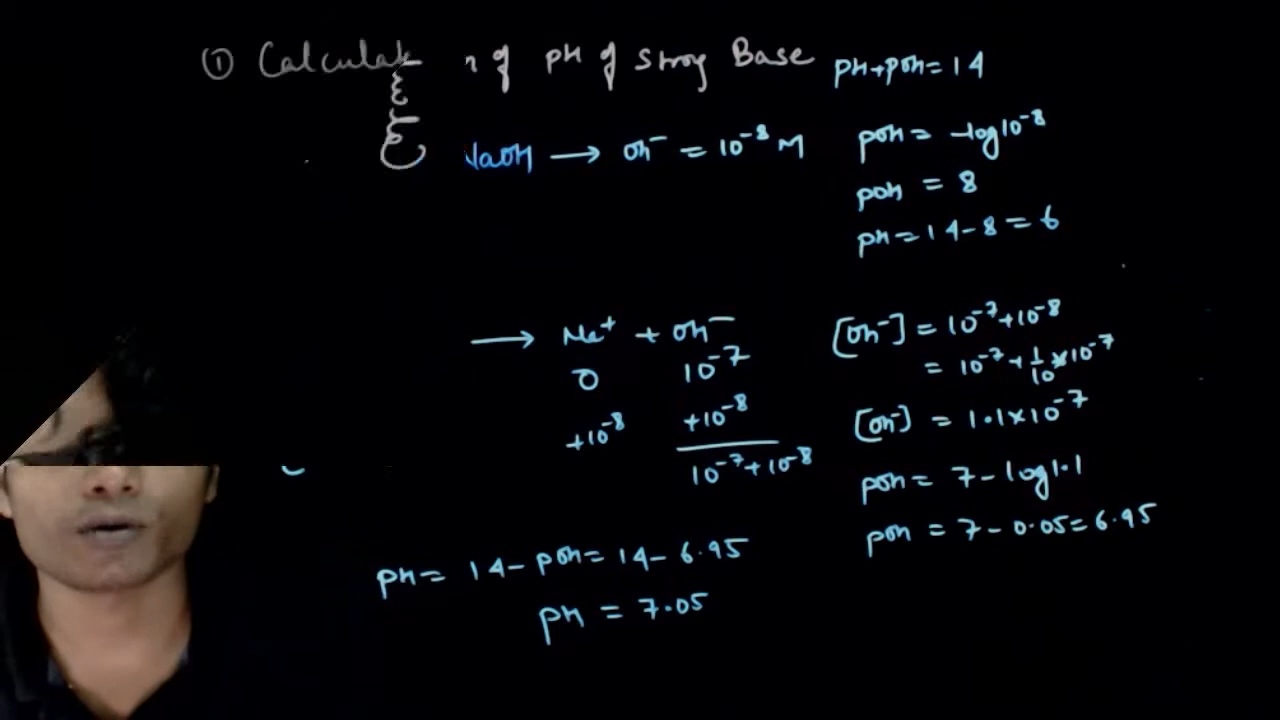 ① Calculat n of pH of Strong Base
pH+pOH=14
NaOH → OH⁻ = 10⁻⁸ M
pOH = -log10⁻⁸
pOH = 8
pH = 14-8 = 6
→ Na⁺ + OH⁻
0 10⁻⁷
+10⁻⁸ +10⁻⁸
10⁻⁷+10⁻⁸
[OH⁻] = 10⁻⁷+10⁻⁸
= 10⁻⁷ + 1/10 × 10⁻⁷
[OH⁻] = 1.1×10⁻⁷
pOH = 7 - log1.1
pOH = 7 - 0.05 = 6.95
pH = 14 - pOH = 14 - 6.95
pH = 7.05